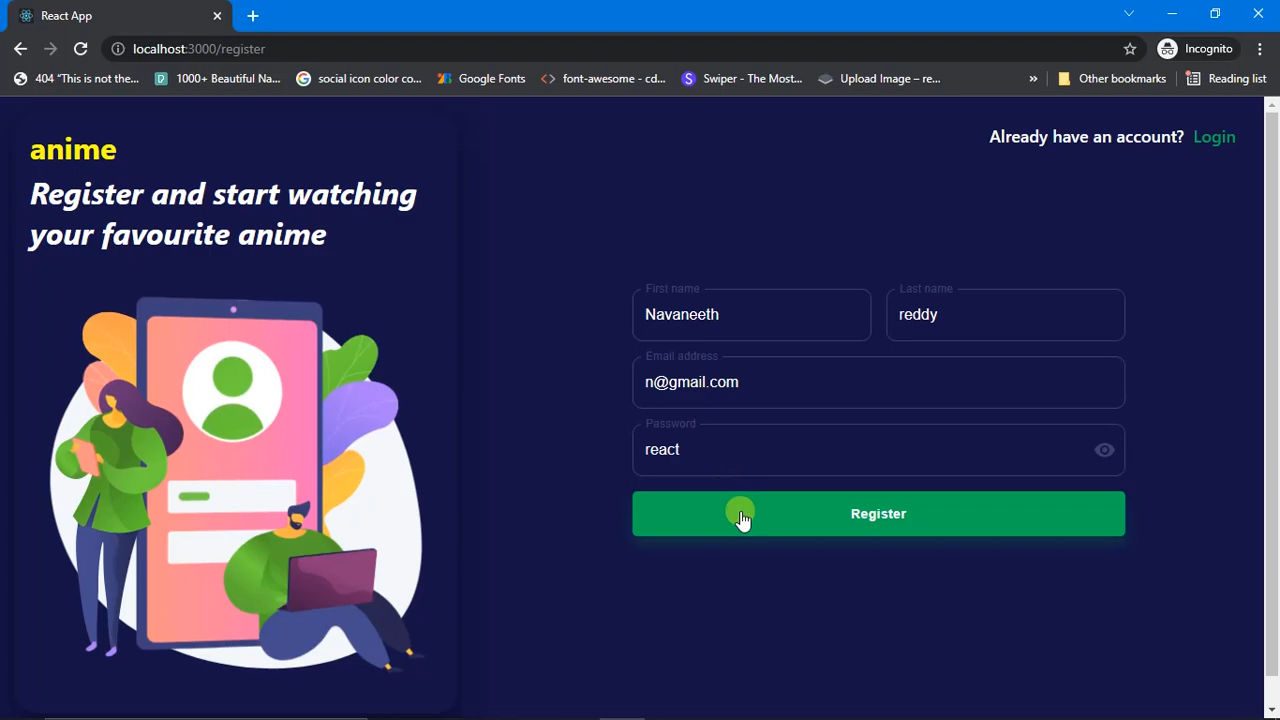 React App
localhost:3000/register
Incognito
404 "This is not the...
1000+ Beautiful Na...
social icon color co...
Google Fonts
font-awesome - cd...
Swiper - The Most...
Upload Image – re...
»
Other bookmarks
Reading list
anime
Register and start watching
your favourite anime
Already have an account? Login
First name
Navaneeth
Last name
reddy
Email address
n@gmail.com
Password
react
Register